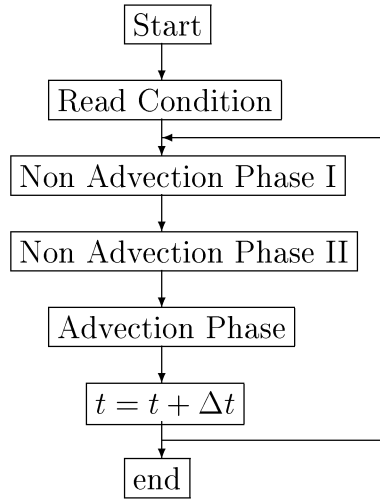 Start
Read Condition
Non Advection Phase I
Non Advection Phase II
Advection Phase
t = t + Δt
end